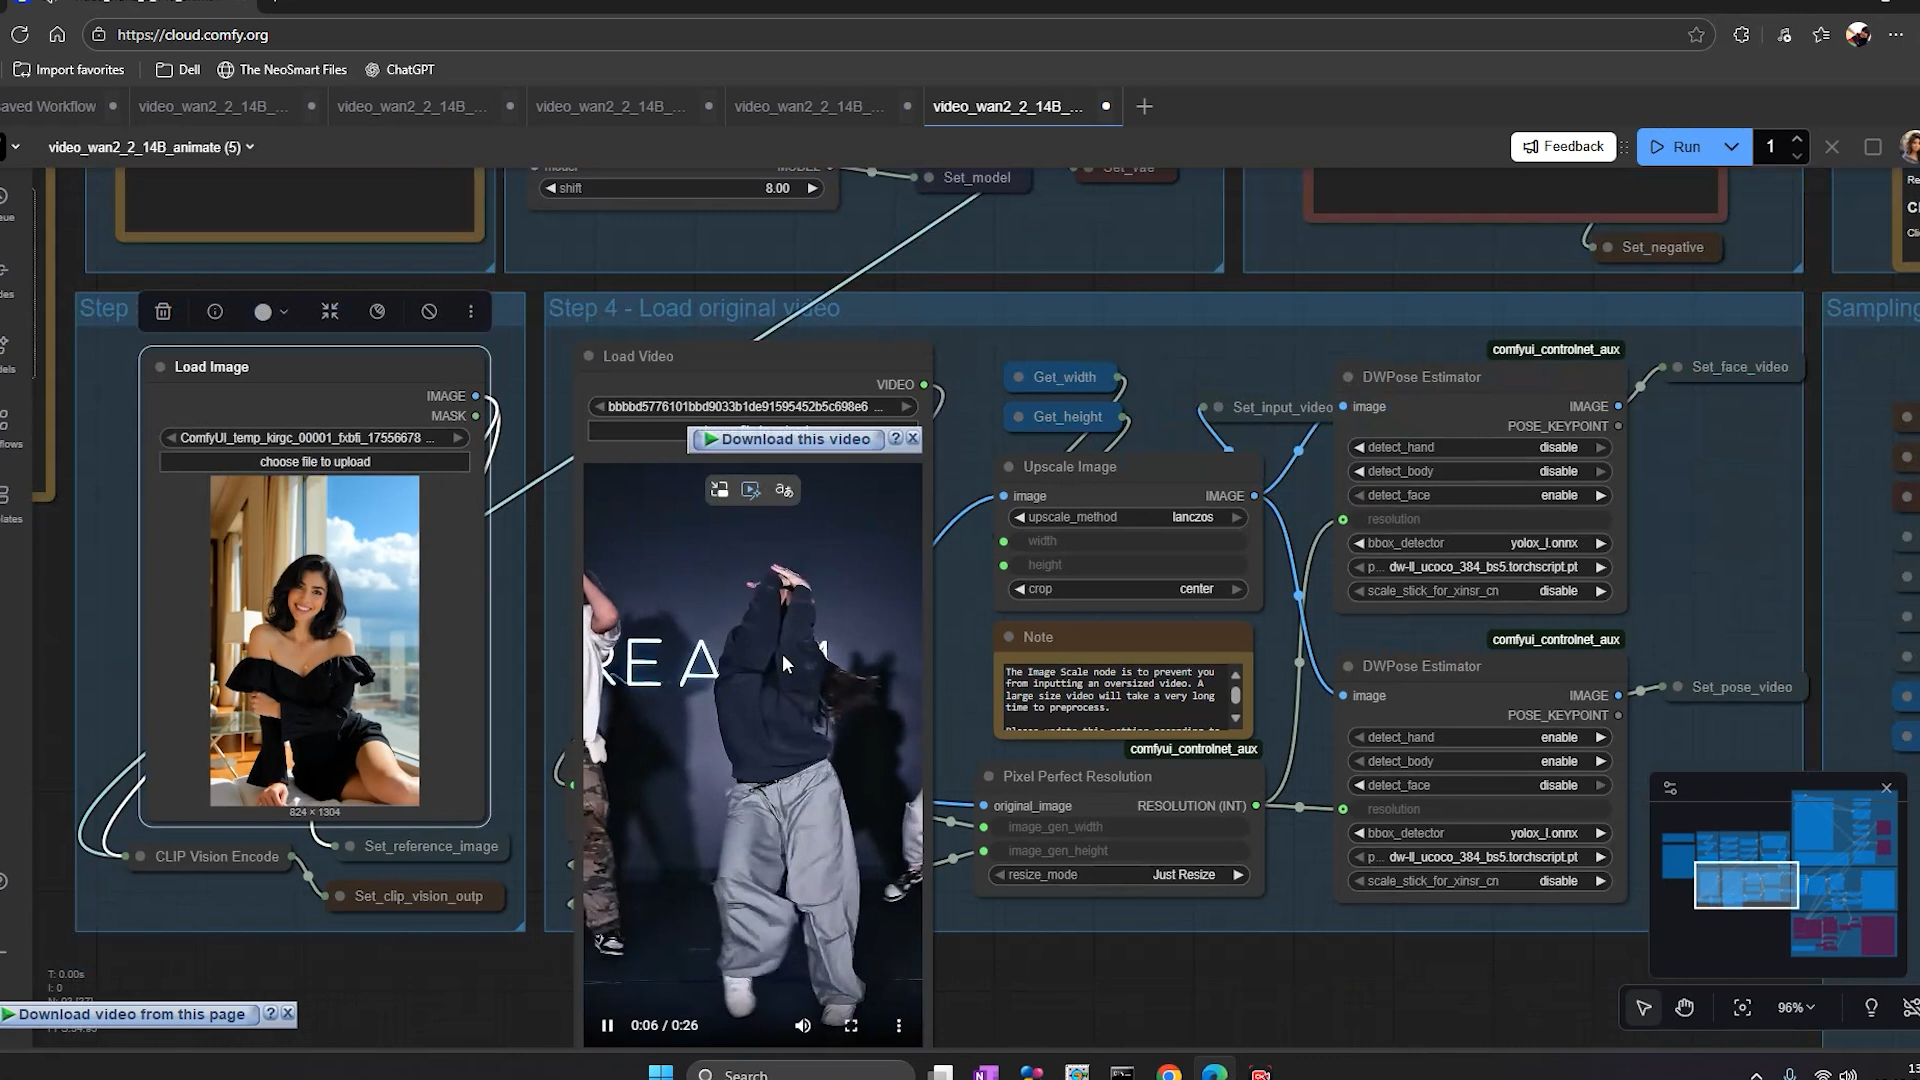 https://cloud.comfy.org
Import favorites
Dell
The NeoSmart Files
ChatGPT
aved Workflow
video_wan2_2_14B_...
video_wan2_2_14B_...
video_wan2_2_14B_...
video_wan2_2_14B_...
video_wan2_2_14B_...
video_wan2_2_14B_animate (5)
Feedback
Run
1
shift
8.00
Set_model
Set_negative
Step
Step 4 - Load original video
Sampling
Load Image
IMAGE
MASK
ComfyUI_temp_kirgc_00001_fxbfi_17556678 ...
choose file to upload
824 × 1304
CLIP Vision Encode
Set_reference_image
Set_clip_vision_outp
Load Video
VIDEO
bbbbd5776101bbd9033b1de91595452b5c698e6 ...
Download this video
?
REAM
0:06 / 0:26
Get_width
Get_height
Set_input_video
Upscale Image
image
IMAGE
upscale_method
lanczos
width
height
crop
center
Note
The Image Scale node is to prevent you
from inputting an oversized video. A
large size video will take a very long
time to preprocess.
comfyui_controlnet_aux
Pixel Perfect Resolution
original_image
RESOLUTION (INT)
image_gen_width
image_gen_height
resize_mode
Just Resize
comfyui_controlnet_aux
DWPose Estimator
image
IMAGE
POSE_KEYPOINT
detect_hand
disable
detect_body
disable
detect_face
enable
resolution
bbox_detector
yolox_l.onnx
p...
dw-ll_ucoco_384_bs5.torchscript.pt
scale_stick_for_xinsr_cn
disable
Set_face_video
comfyui_controlnet_aux
DWPose Estimator
image
IMAGE
POSE_KEYPOINT
detect_hand
enable
detect_body
enable
detect_face
disable
resolution
bbox_detector
yolox_l.onnx
p...
dw-ll_ucoco_384_bs5.torchscript.pt
scale_stick_for_xinsr_cn
disable
Set_pose_video
T: 0.00s
I: 0
Download video from this page
?
96%
Search